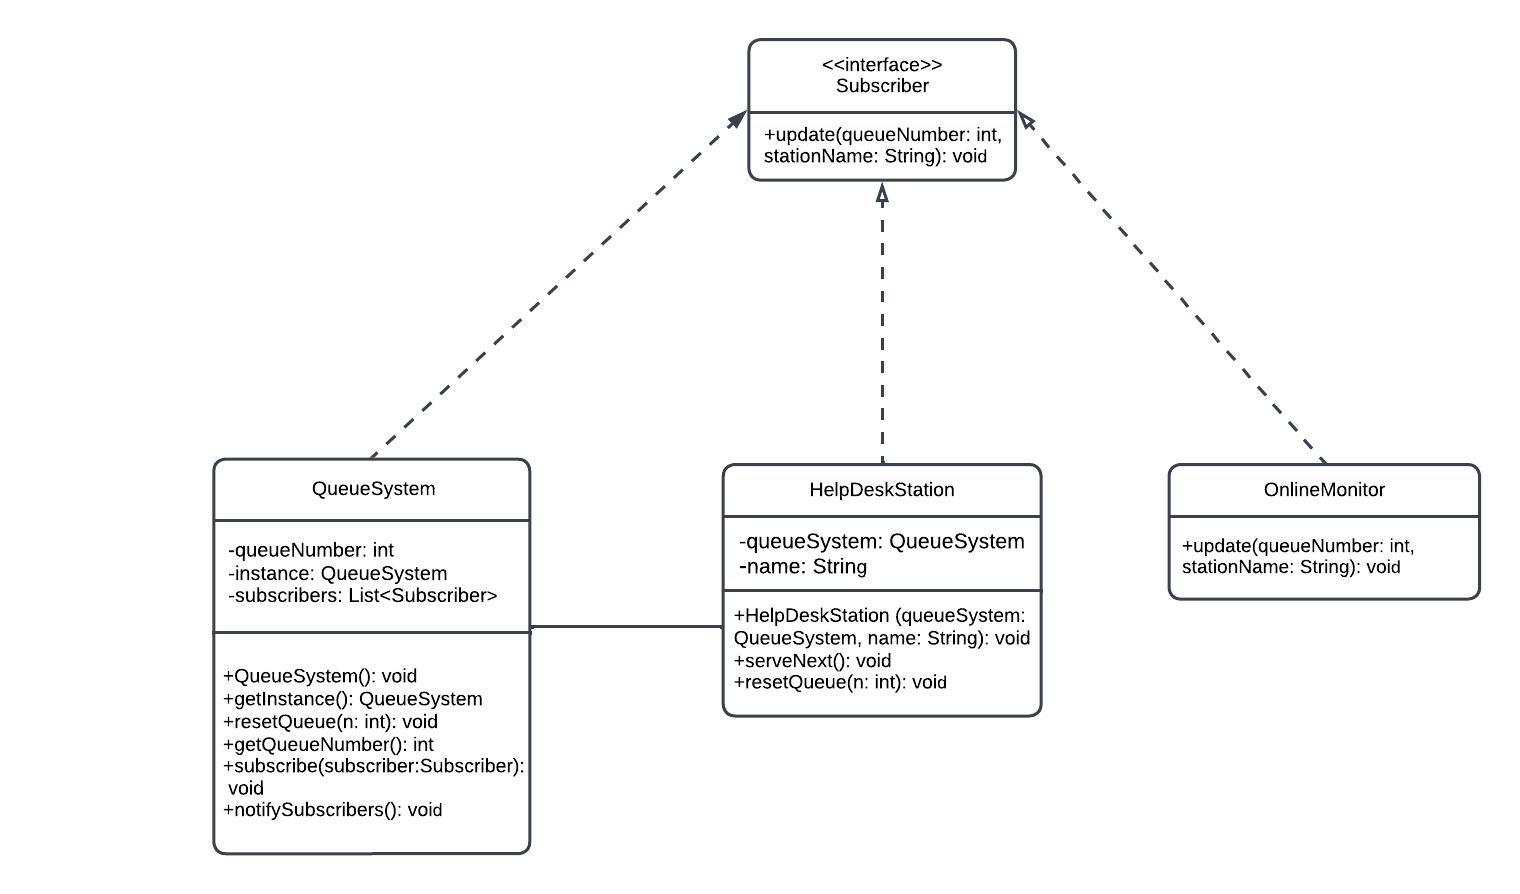 <<interface>>
Subscriber
+update(queueNumber: int,
stationName: String): void
QueueSystem
-queueNumber: int
-instance: QueueSystem
-subscribers: List<Subscriber>
+QueueSystem(): void
+getInstance(): QueueSystem
+resetQueue(n: int): void
+getQueueNumber(): int
+subscribe(subscriber:Subscriber):
void
+notifySubscribers(): void
HelpDeskStation
-queueSystem: QueueSystem
-name: String
+HelpDeskStation (queueSystem:
QueueSystem, name: String): void
+serveNext(): void
+resetQueue(n: int): void
OnlineMonitor
+update(queueNumber: int,
stationName: String): void